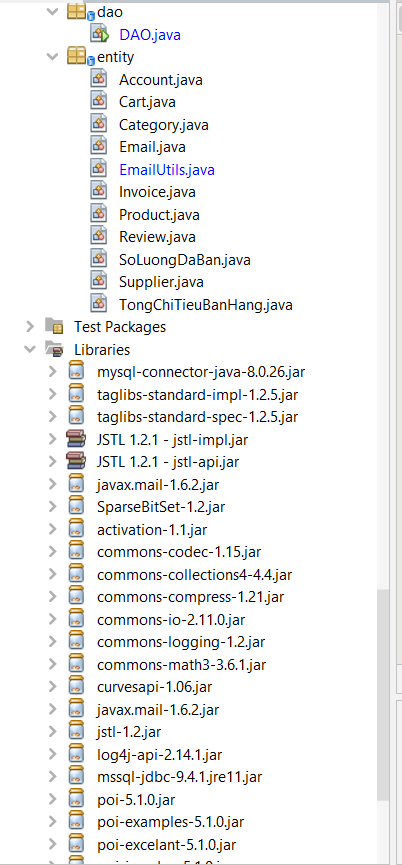 dao
DAO.java
entity
Account.java
Cart.java
Category.java
Email.java
EmailUtils.java
Invoice.java
Product.java
Review.java
SoLuongDaBan.java
Supplier.java
TongChiTieuBanHang.java
Test Packages
Libraries
mysql-connector-java-8.0.26.jar
taglibs-standard-impl-1.2.5.jar
taglibs-standard-spec-1.2.5.jar
JSTL 1.2.1 - jstl-impl.jar
JSTL 1.2.1 - jstl-api.jar
javax.mail-1.6.2.jar
SparseBitSet-1.2.jar
activation-1.1.jar
commons-codec-1.15.jar
commons-collections4-4.4.jar
commons-compress-1.21.jar
commons-io-2.11.0.jar
commons-logging-1.2.jar
commons-math3-3.6.1.jar
curvesapi-1.06.jar
javax.mail-1.6.2.jar
jstl-1.2.jar
log4j-api-2.14.1.jar
mssql-jdbc-9.4.1.jre11.jar
poi-5.1.0.jar
poi-examples-5.1.0.jar
poi-excelant-5.1.0.jar